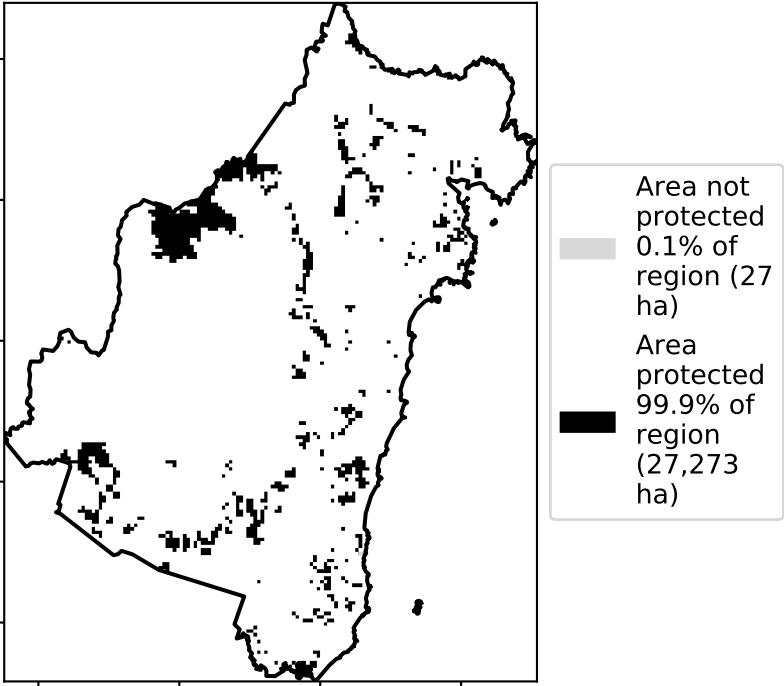 Area not
protected
0.1% of
region (27
ha)
Area
protected
99.9% of
region
(27,273
ha)